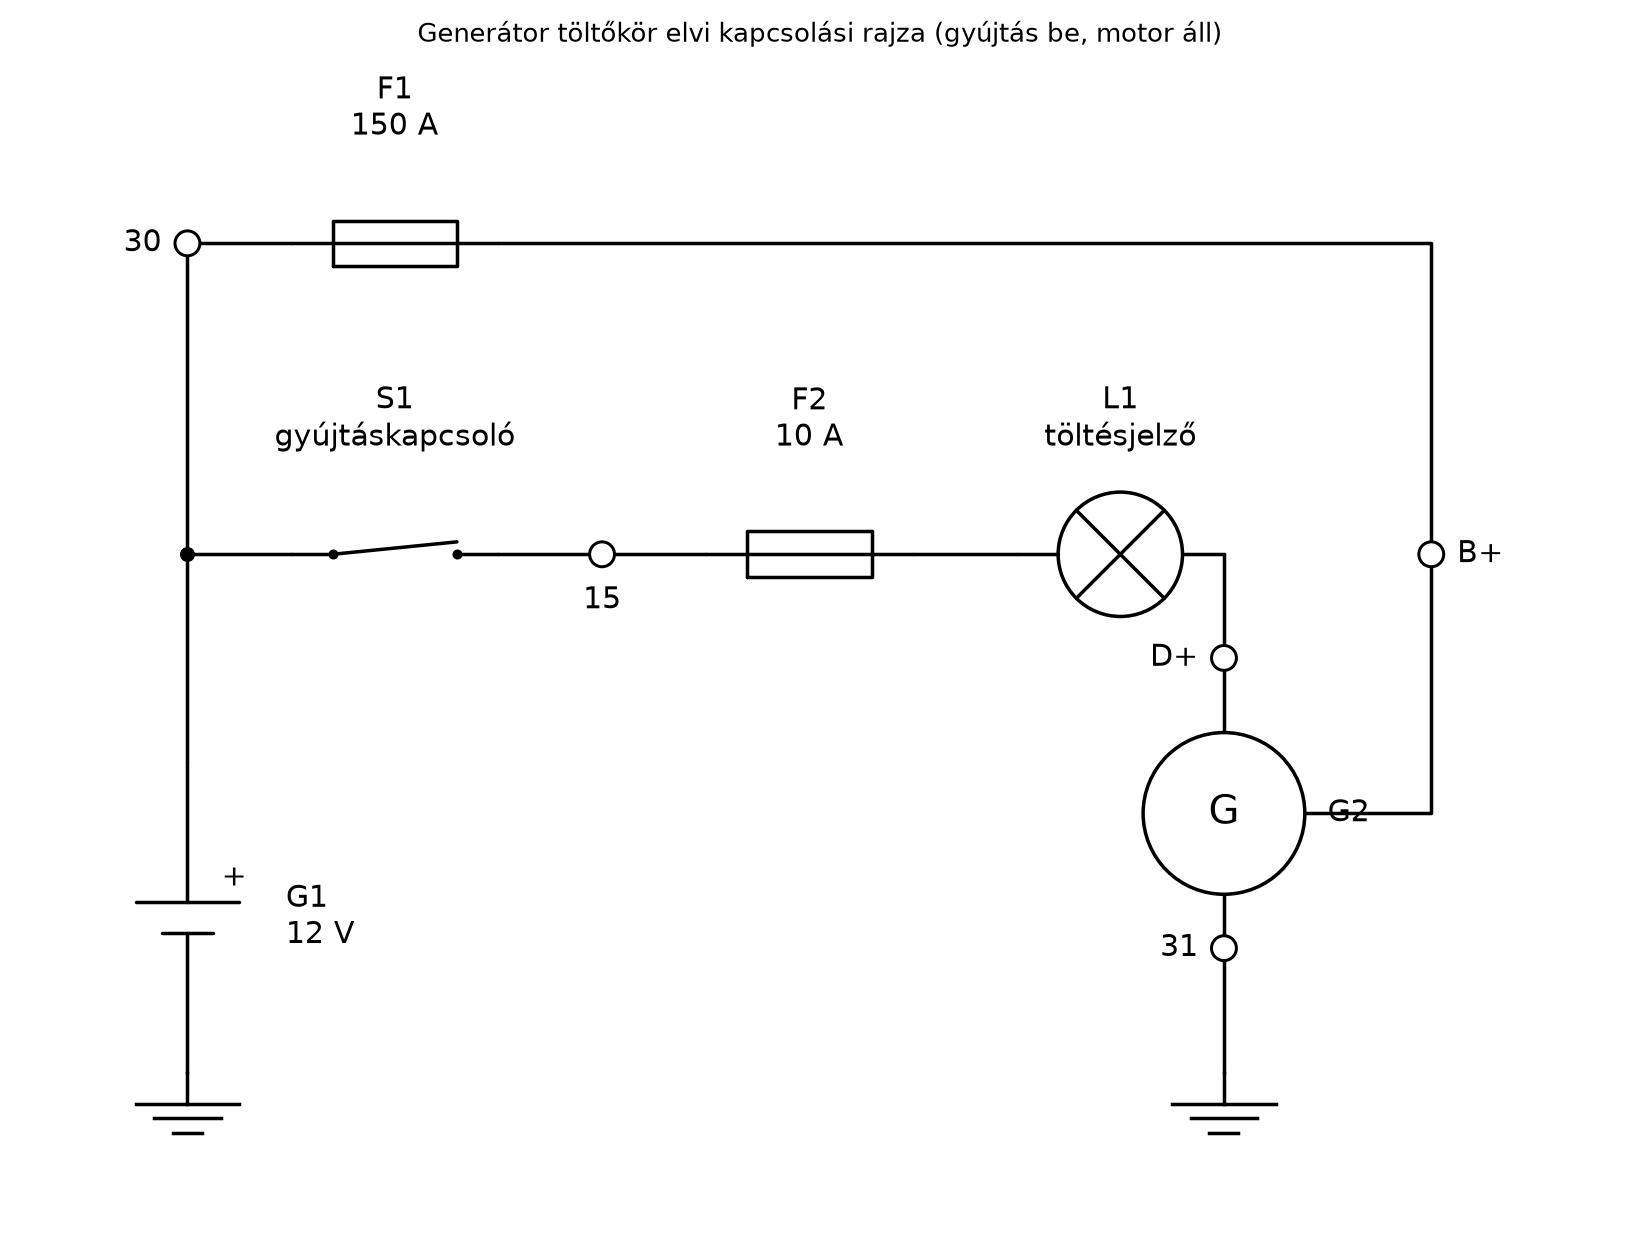 Generátor töltőkör elvi kapcsolási rajza (gyújtás be, motor áll)
F1
150 A
30
S1
gyújtáskapcsoló
F2
10 A
L1
töltésjelző
B+
15
D+
G
G2
+
G1
12 V
31